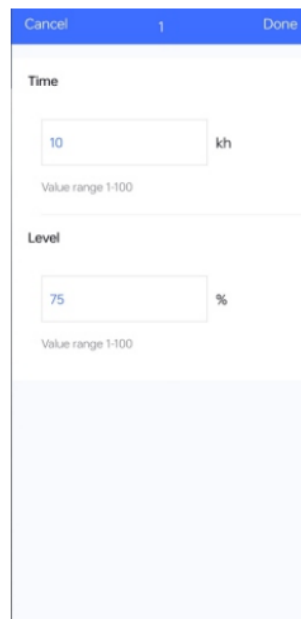 Cancel 1 Done
Time
10 kh
Value range 1-100
Level
75 %
Value range 1-100